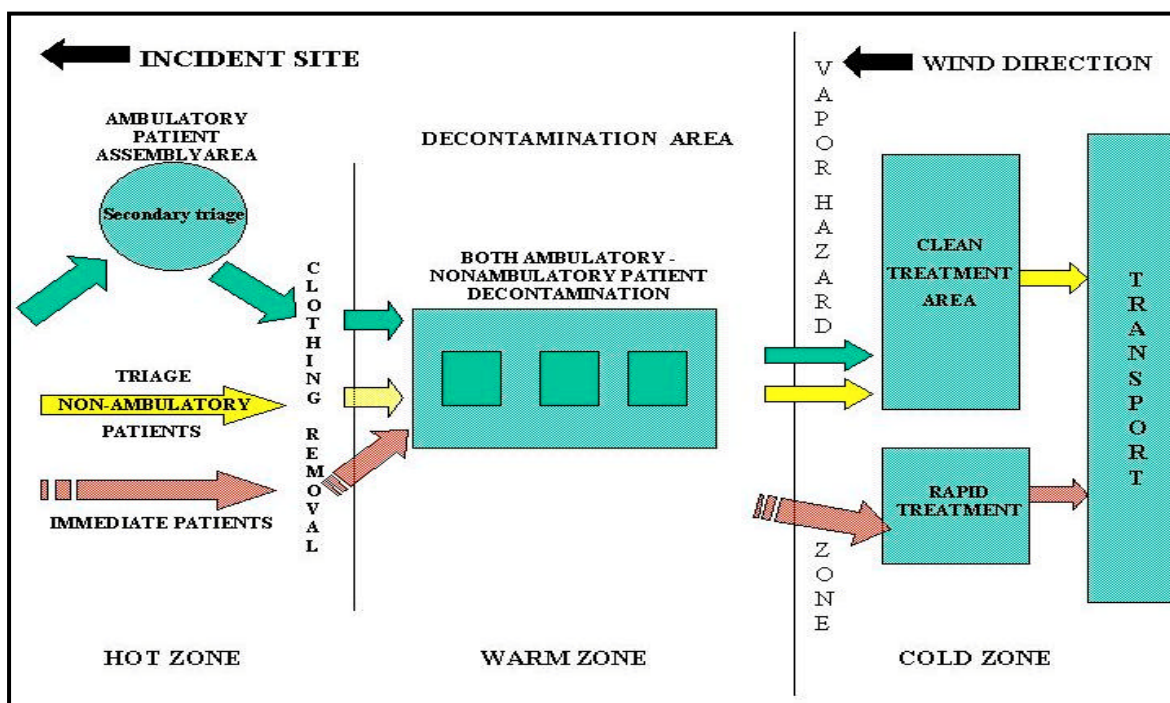 INCIDENT SITE
WIND DIRECTION
AMBULATORY
PATIENT
ASSEMBLYAREA
Secondary triage
DECONTAMINATION AREA
VAPOR HAZARD ZONE
CLOTHING REMOVAL
BOTH AMBULATORY -
NONAMBULATORY PATIENT
DECONTAMINATION
CLEAN
TREATMENT
AREA
TRANSPORT
TRIAGE
NON-AMBULATORY
PATIENTS
IMMEDIATE PATIENTS
RAPID
TREATMENT
HOT ZONE
WARM ZONE
COLD ZONE